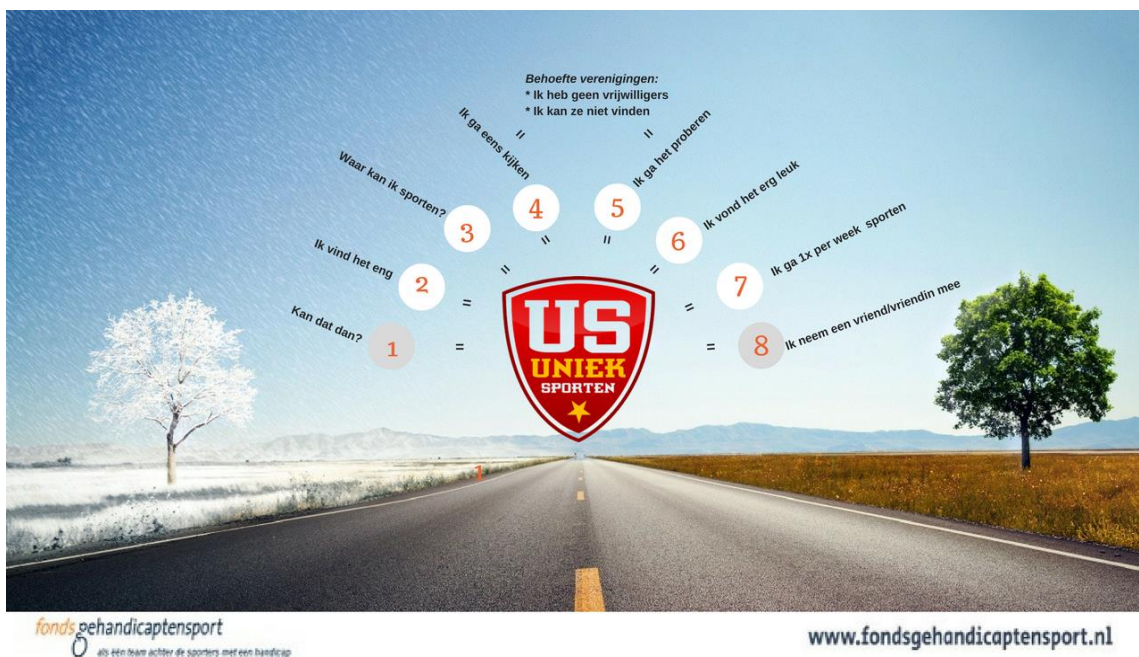 Behoefte verenigingen:
* Ik heb geen vrijwilligers
* Ik kan ze niet vinden
Kan dat dan?
1
Ik vind het eng
2
Waar kan ik sporten?
3
Ik ga eens kijken
4
Ik ga het proberen
5
Ik vond het erg leuk
6
Ik ga 1x per week sporten
7
Ik neem een vriend/vriendin mee
8
US
UNIEK
SPORTEN
1
fonds gehandicaptensport
als één team achter de sporters met een handicap
www.fondsgehandicaptensport.nl